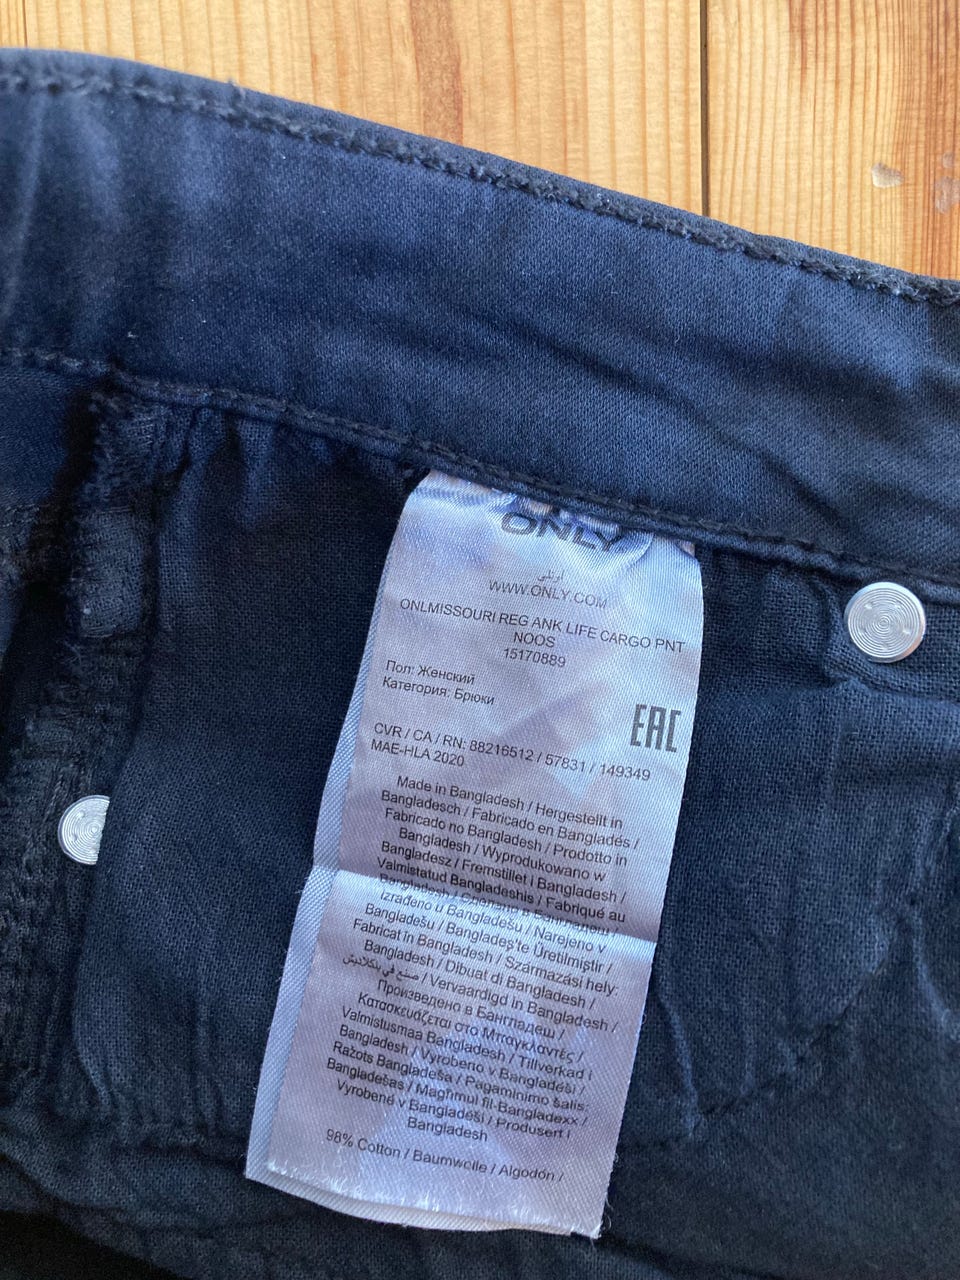 ONLY
أونلي
WWW.ONLY.COM
ONLMISSOURI REG ANK LIFE CARGO PNT
NOOS
15170889
Пол: Женский
Категория: Брюки
EAC
CVR / CA / RN: 88216512 / 57831 / 149349
MAE-HLA 2020
Made in Bangladesh / Hergestellt in
Bangladesch / Fabricado en Bangladés /
Fabricado no Bangladesh / Prodotto in
Bangladesh / Wyprodukowano w
Bangladesz / Fremstillet i Bangladesh /
Valmistatud Bangladeshis / Fabriqué au
Bangladesh / Сделано в Бангладеш /
Izrađeno u Bangladešu / Narejeno v
Bangladešu / Bangladeş'te Üretilmiştir /
Fabricat în Bangladesh / Származási hely:
Bangladesh / Dibuat di Bangladesh /
صنع في بنگلاديش / Vervaardigd in Bangladesh /
Произведено в Бангладеш /
Κατασκευάζεται στο Μπαγκλαντές /
Valmistusmaa Bangladesh / Tillverkad i
Bangladesh / Vyrobeno v Bangladéši /
Ražots Bangladeša / Pagaminimo šalis:
Bangladešas / Magħmul fil-Bangladexx /
Vyrobené v Bangladéši / Produsert i
Bangladesh
98% Cotton / Baumwolle / Algodón /